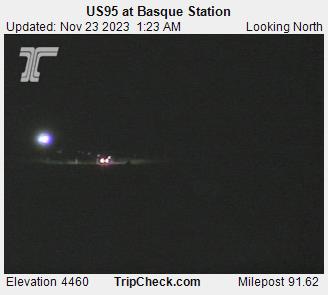 US95 at Basque Station
Updated: Nov 23 2023 1:23 AM Looking North
Elevation 4460 TripCheck.com Milepost 91.62